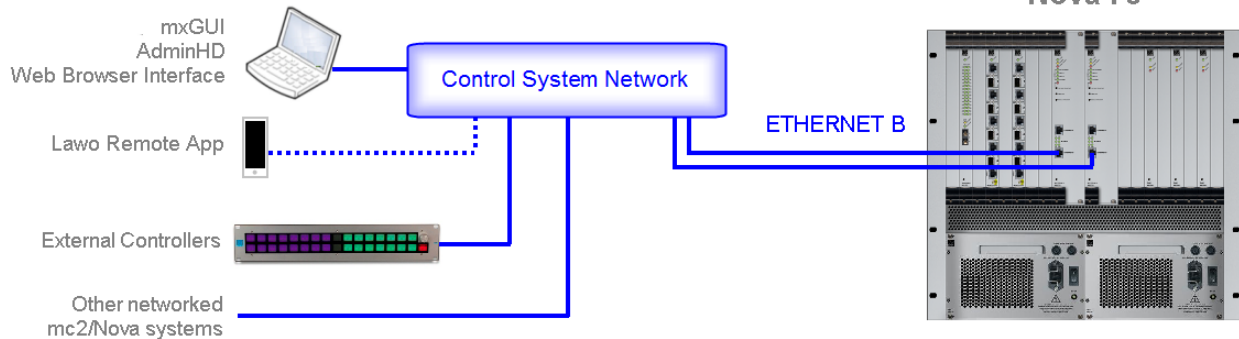 mxGUI
AdminHD
Web Browser Interface
Control System Network
ETHERNET B
Lawo Remote App
External Controllers
Other networked
mc2/Nova systems